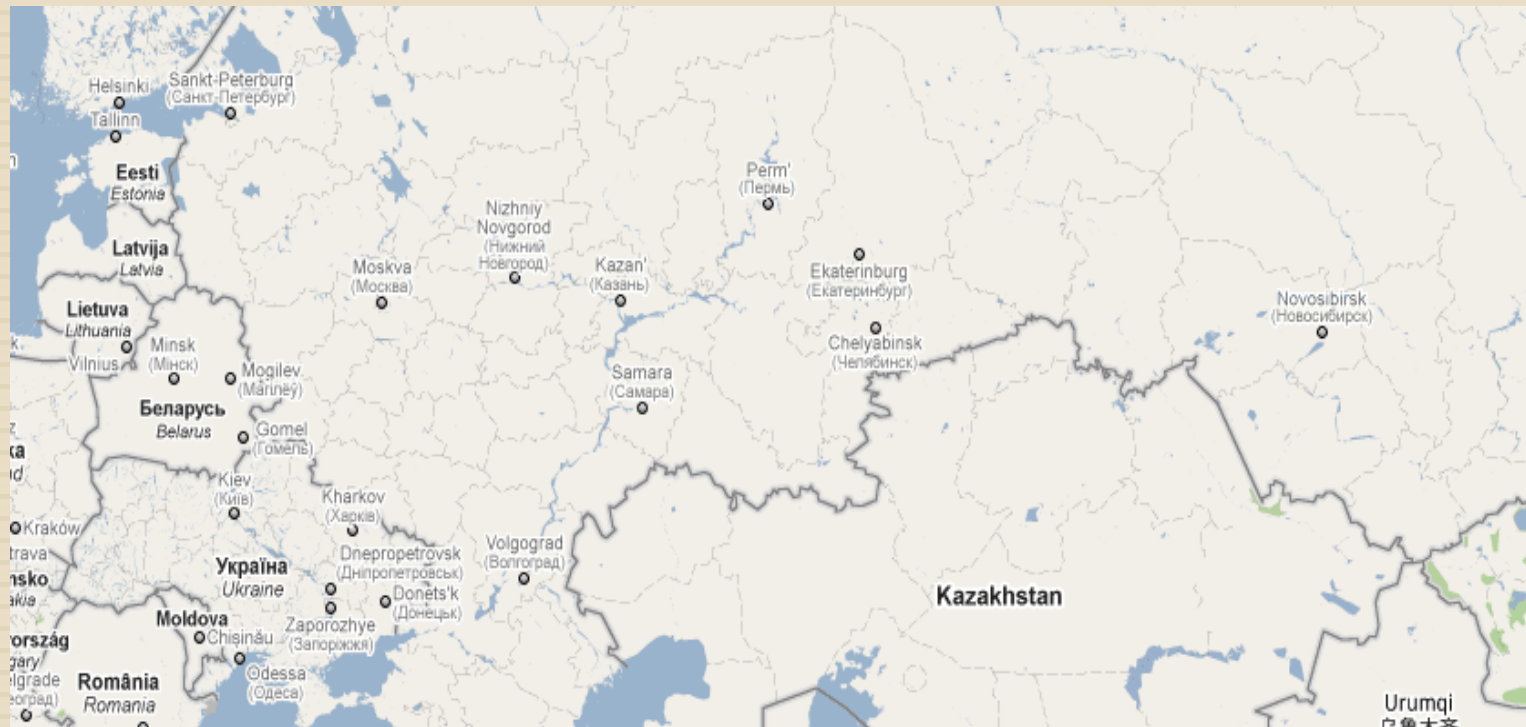 Helsinki
Sankt-Peterburg
(Санкт-Петербург)
Tallinn
Eesti
Estonia
Perm'
(Пермь)
Nizhniy
Novgorod
(Нижний
Новгород)
Latvija
Latvia
Moskva
(Москва)
Kazan'
(Казань)
Ekaterinburg
(Екатеринбург)
Novosibirsk
(Новосибирск)
Lietuva
Lithuania
Vilnius
Minsk
(Мінск)
Chelyabinsk
(Челябинск)
Mogilev
Samara
(Самара)
Беларусь
Belarus
Gomel
(Гомель)
Kiev
(Київ)
Kharkov
(Харків)
Kraków
Україна
Ukraine
Dnepropetrovsk
(Дніпропетровськ)
Volgograd
(Волгоград)
Donets'k
(Донецьк)
Kazakhstan
Moldova
Chișinău
Zaporozhye
(Запоріжжя)
Odessa
(Одеса)
România
Romania
Urumqi